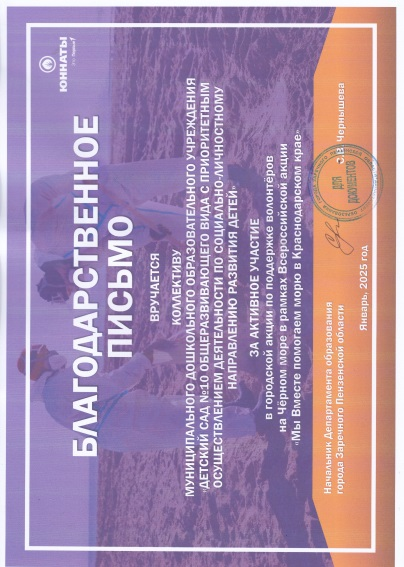 ЮННАТЫ
БЛАГОДАРСТВЕННОЕ
ПИСЬМО
ВРУЧАЕТСЯ
КОЛЛЕКТИВУ
МУНИЦИПАЛЬНОГО ДОШКОЛЬНОГО ОБРАЗОВАТЕЛЬНОГО УЧРЕЖДЕНИЯ
«ДЕТСКИЙ САД №10 ОБЩЕРАЗВИВАЮЩЕГО ВИДА С ПРИОРИТЕТНЫМ
ОСУЩЕСТВЛЕНИЕМ ДЕЯТЕЛЬНОСТИ ПО СОЦИАЛЬНО-ЛИЧНОСТНОМУ
НАПРАВЛЕНИЮ РАЗВИТИЯ ДЕТЕЙ»
ЗА АКТИВНОЕ УЧАСТИЕ
в городской акции по поддержке волонтёров
на Чёрном море в рамках Всероссийской акции
«Мы Вместе помогаем морю в Краснодарском крае»
Начальник Департамента образования
города Заречного Пензенской области
.В. Чернышева
ДЛЯ
ДОКУМЕНТОВ
Январь, 2025 год